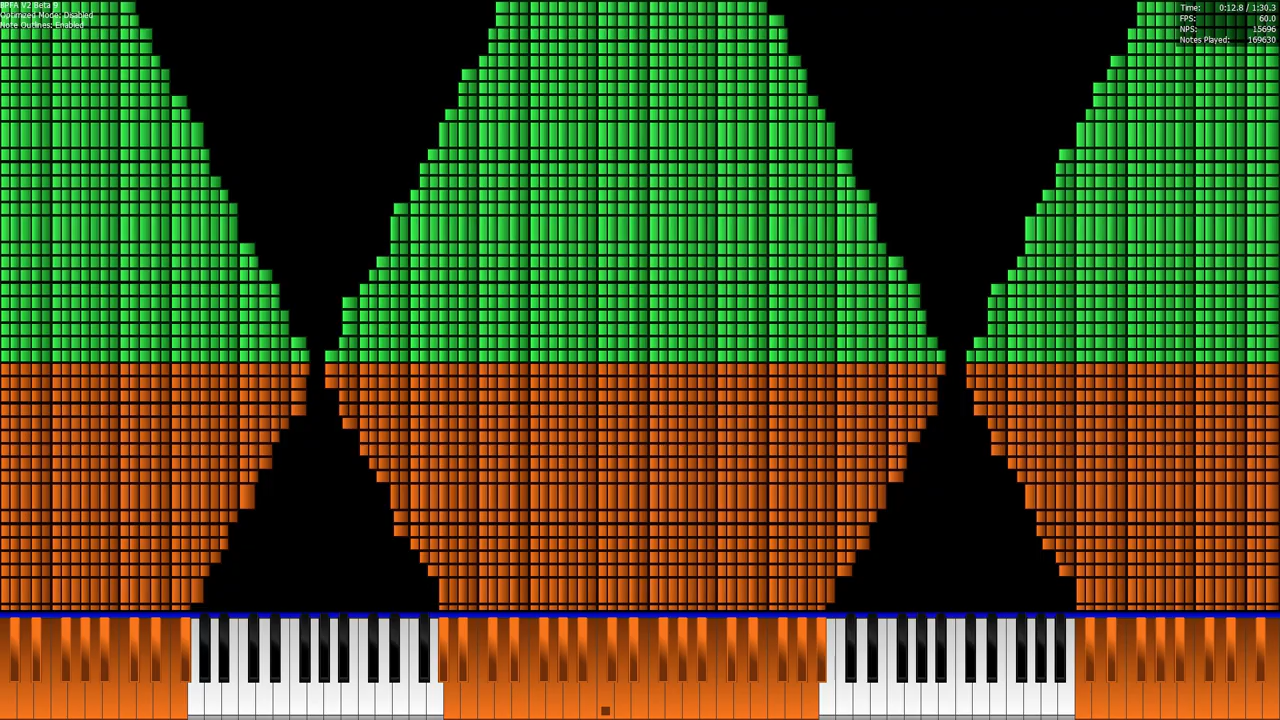 BPFA V2 Beta 9
Optimized Mode: Disabled
Note Outlines: Enabled
Time: 0:12.8 / 1:30.3
FPS: 60.0
NPS: 15696
Notes Played: 169630